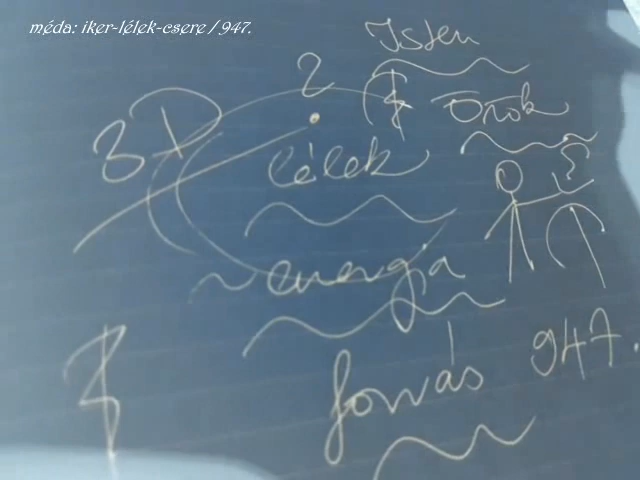 méda: iker-lélek-csere / 947.
Isten
2
Örök
3D
lélek
energia
forrás 947.